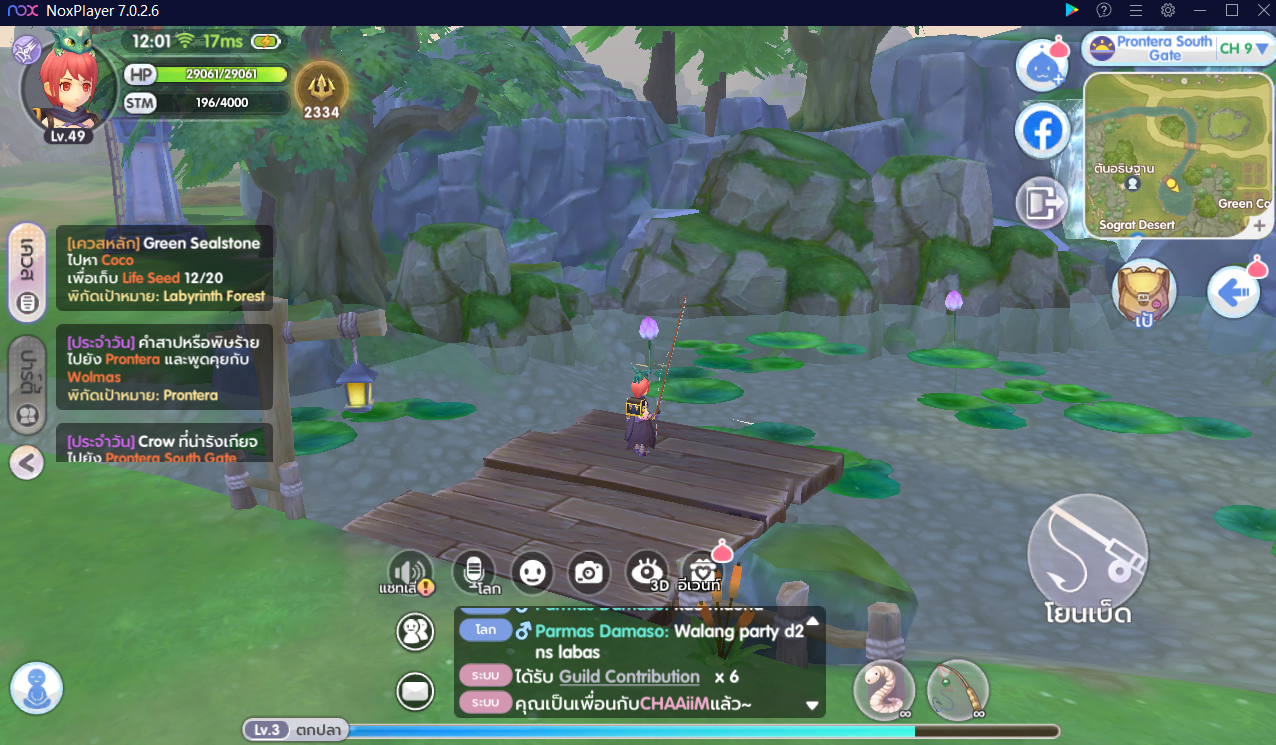 nox NoxPlayer 7.0.2.6
12:01 17ms
HP 29061/29061
STM 196/4000
2334
Lv.49
Prontera South Gate
CH 9
ต้นอธิษฐาน
Green Co
Sograt Desert
เป้
เควส
[เควสหลัก] Green Sealstone
ไปหา Coco
เพื่อเก็บ Life Seed 12/20
พิกัดเป้าหมาย: Labyrinth Forest
ปาร์ตี้
[ประจำวัน] คำสาปหรือพิษร้าย
ไปยัง Prontera และพูดคุยกับ
Wolmas
พิกัดเป้าหมาย: Prontera
[ประจำวัน] Crow ที่น่ารังเกียจ
ไปยัง Prontera South Gate
แชทเสี
โลก
3D
อีเวนท์
โยนเบ็ด
Parmas Damaso:
โลก Parmas Damaso: Walang party d2
ns labas
ระบบ ได้รับ Guild Contribution x 6
ระบบ คุณเป็นเพื่อนกับCHAAiiMแล้ว~
Lv.3 ตกปลา